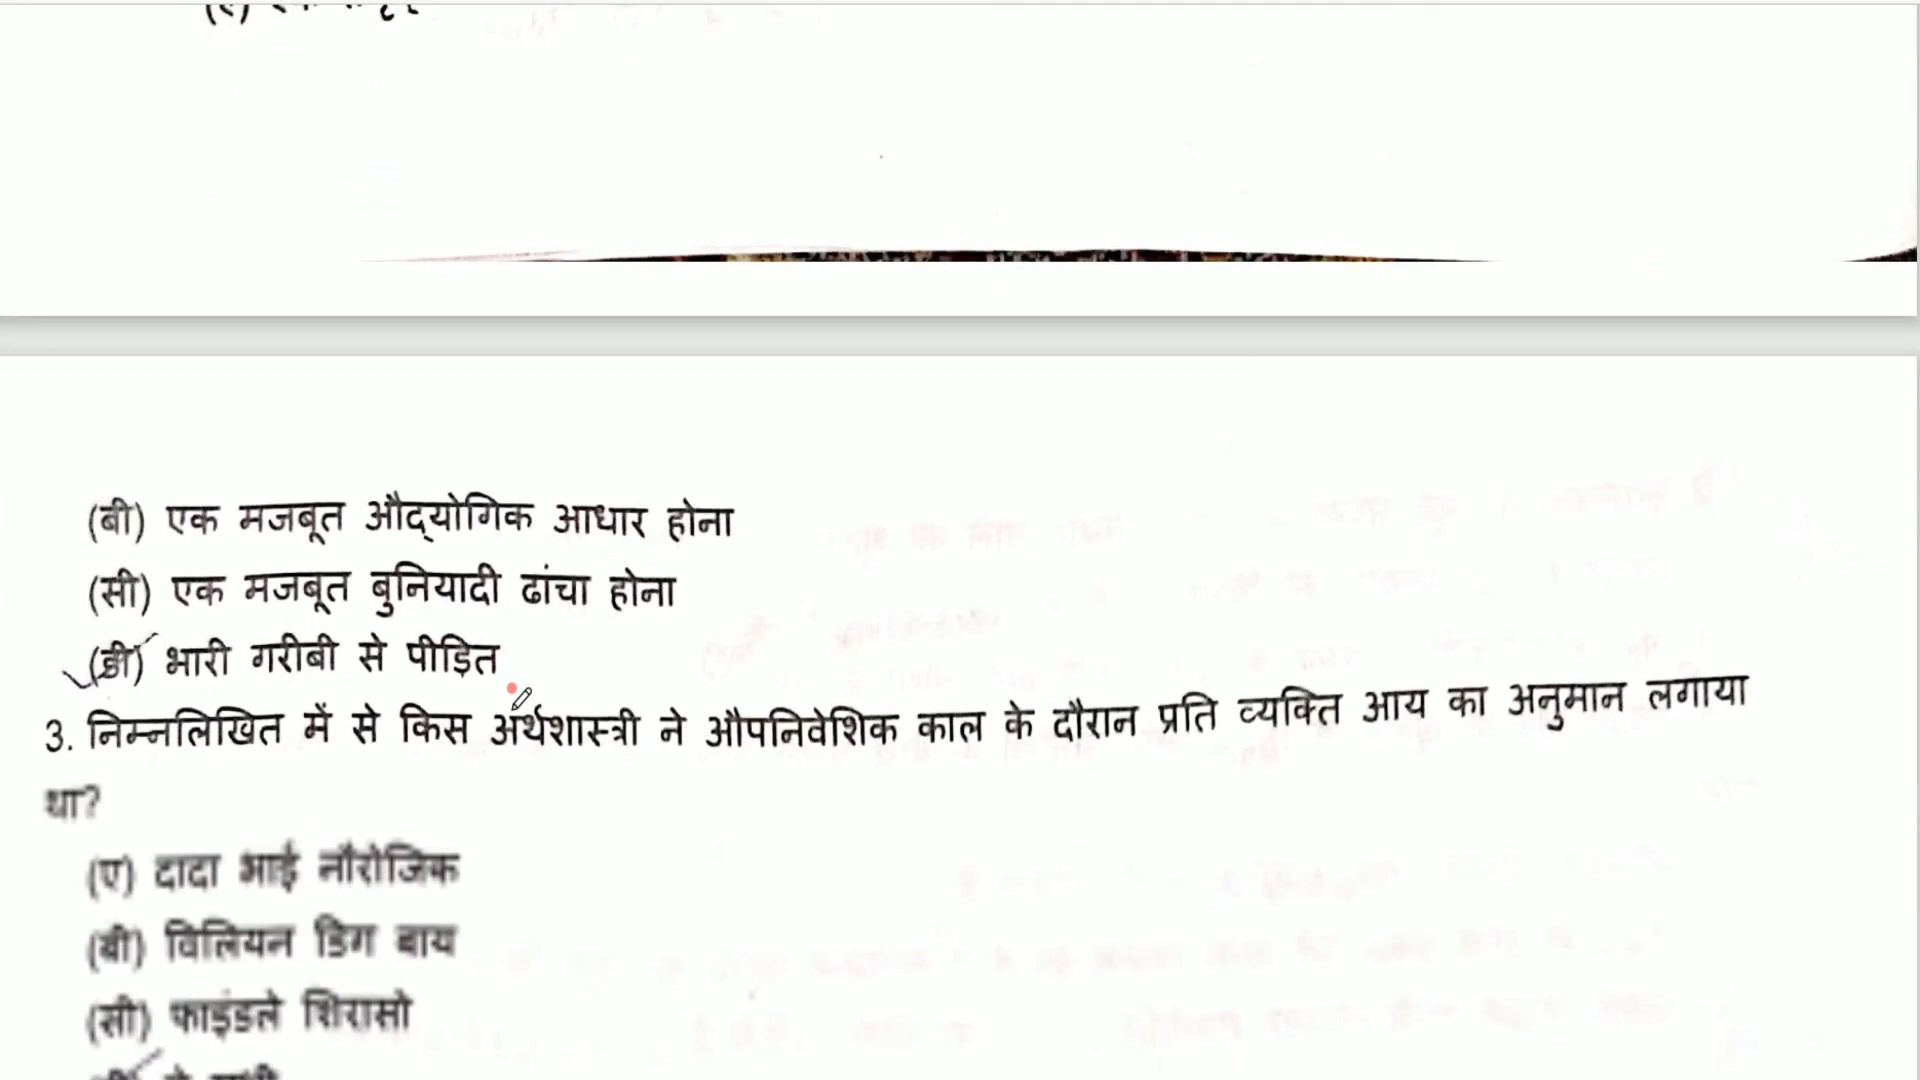 (बी) एक मजबूत औद्योगिक आधार होना
(सी) एक मजबूत बुनियादी ढांचा होना
(डी) भारी गरीबी से पीड़ित
3. निम्नलिखित में से किस अर्थशास्त्री ने औपनिवेशिक काल के दौरान प्रति व्यक्ति आय का अनुमान लगाया
था?
(ए) दादा भाई नौरोजिक
(बी) विलियन डिग बाय
(सी) फाइंडले शिरासो